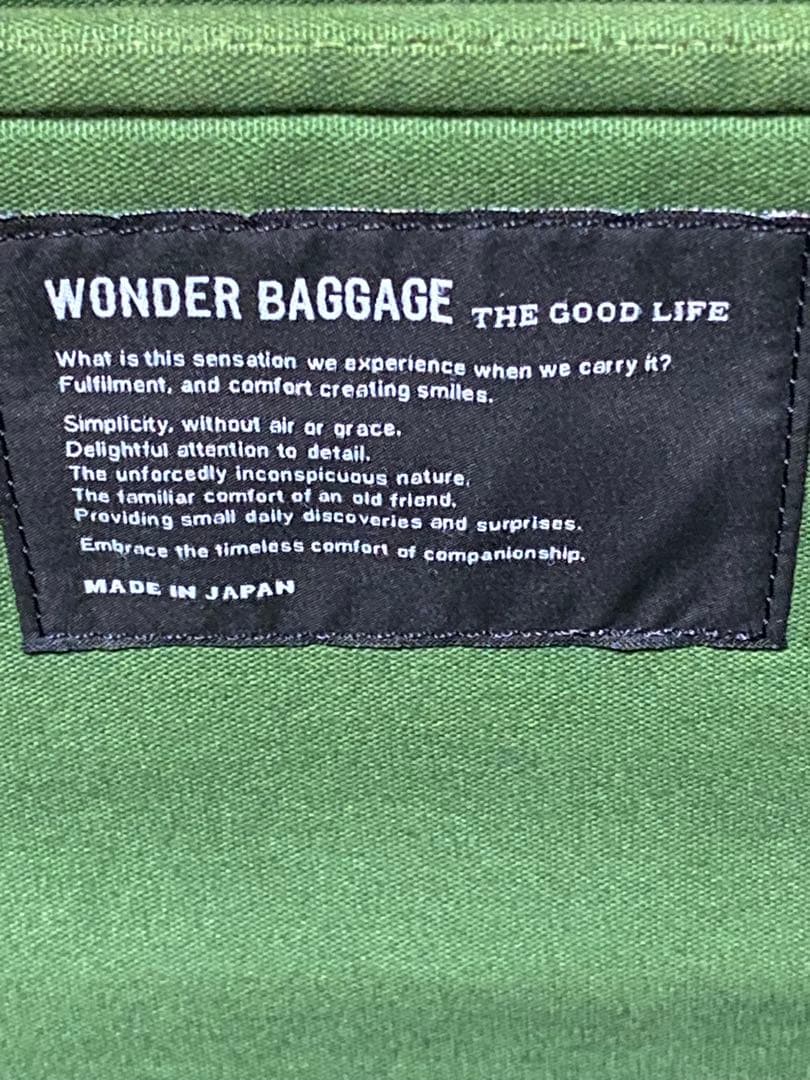 WONDER BAGGAGE THE GOOD LIFE
What is this sensation we experience when we carry it?
Fulfilment, and comfort creating smiles.
Simplicity, without air or grace.
Delightful attention to detail.
The unforcedly inconspicuous nature.
The familiar comfort of an old friend.
Providing small daily discoveries and surprises.
Embrace the timeless comfort of companionship.
MADE IN JAPAN